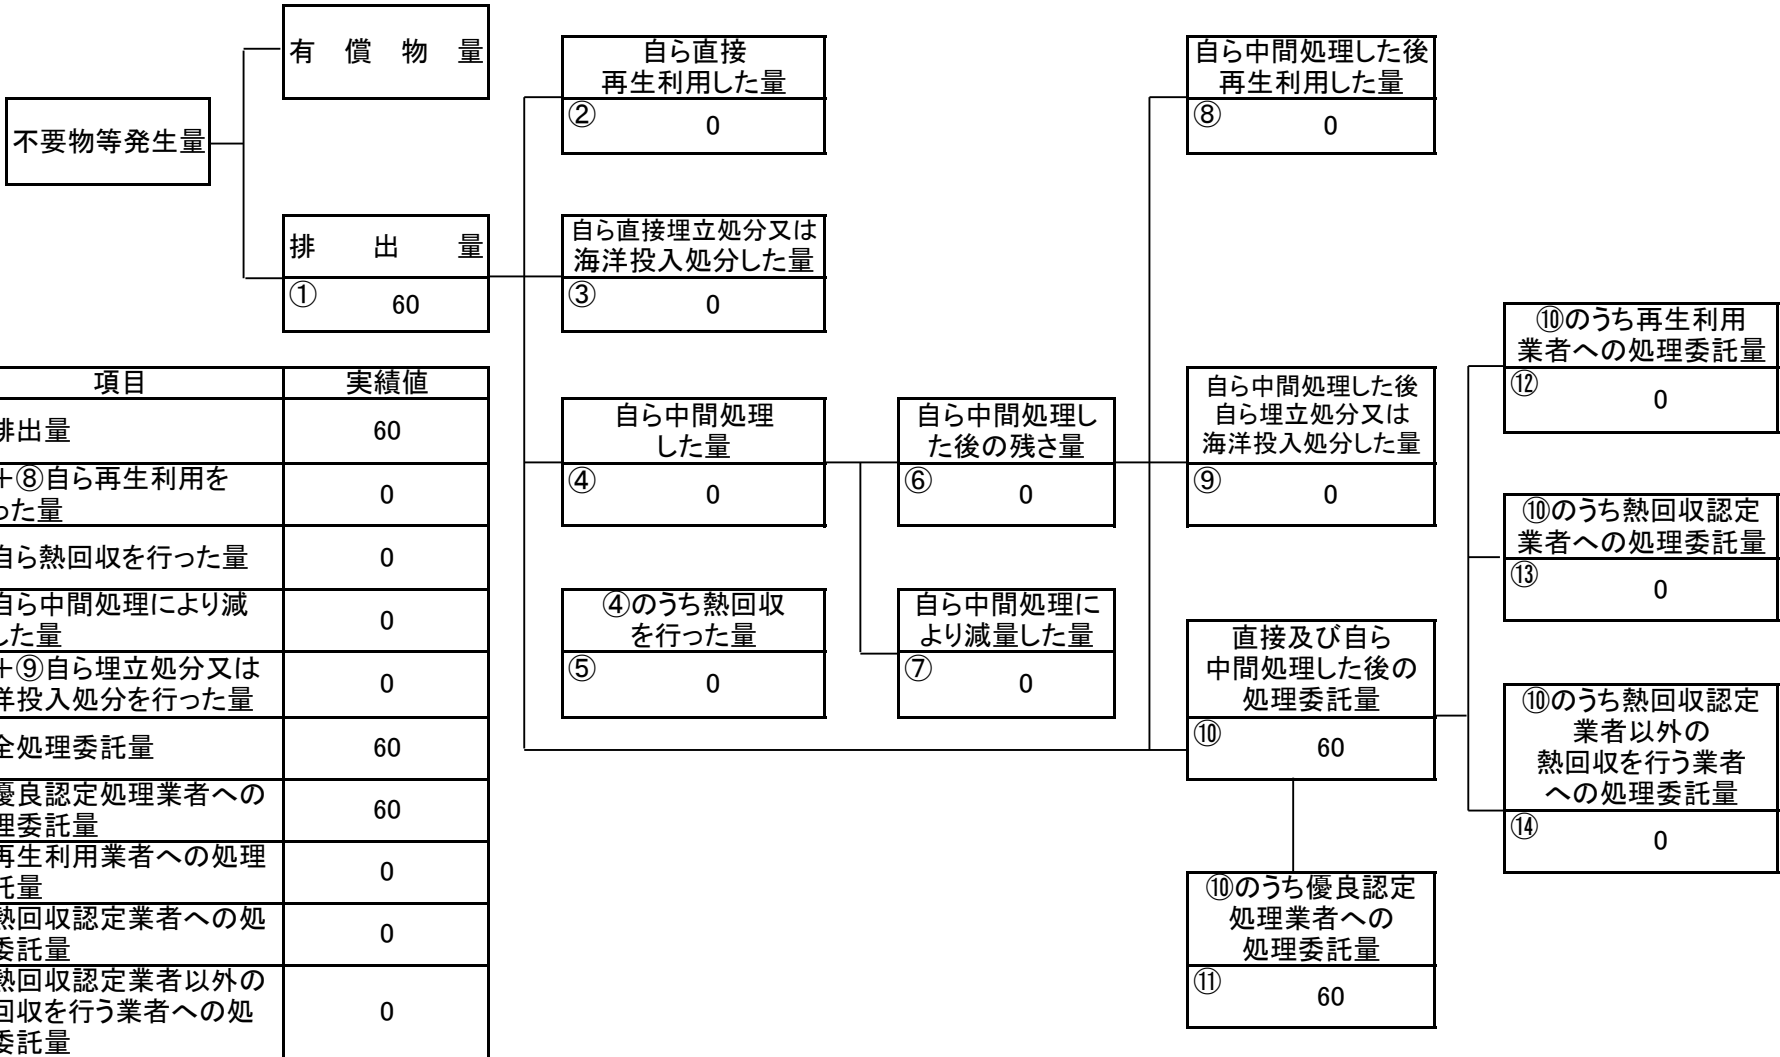 有償物量
不要物等発生量
排出量
①
60
自ら直接
再生利用した量
②
0
自ら直接埋立処分又は
海洋投入処分した量
③
0
自ら中間処理
した量
④
0
④のうち熱回収
を行った量
⑤
0
自ら中間処理し
た後の残さ量
⑥
0
自ら中間処理に
より減量した量
⑦
0
自ら中間処理した後
再生利用した量
⑧
0
自ら中間処理した後
自ら埋立処分又は
海洋投入処分した量
⑨
0
直接及び自ら
中間処理した後の
処理委託量
⑩
60
⑩のうち優良認定
処理業者への
処理委託量
⑪
60
⑩のうち再生利用
業者への処理委託量
⑫
0
⑩のうち熱回収認定
業者への処理委託量
⑬
0
⑩のうち熱回収認定
業者以外の
熱回収を行う業者
への処理委託量
⑭
0
項目 実績値
排出量 60
+⑧自ら再生利用を
った量 0
自ら熱回収を行った量 0
自ら中間処理により減
した量 0
+⑨自ら埋立処分又は
洋投入処分を行った量 0
全処理委託量 60
優良認定処理業者への
理委託量 60
再生利用業者への処理
託量 0
熱回収認定業者への処
委託量 0
熱回収認定業者以外の
回収を行う業者への処
委託量 0